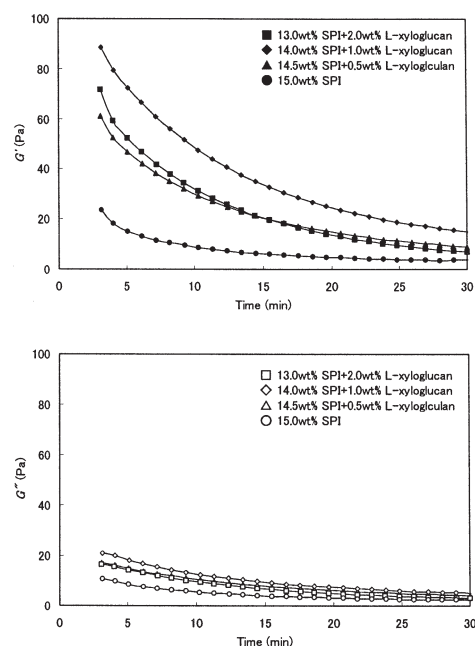 100
80
60
40
20
0
G′ (Pa)
■ 13.0wt% SPI+2.0wt% L-xyloglucan
◆ 14.0wt% SPI+1.0wt% L-xyloglucan
▲ 14.5wt% SPI+0.5wt% L-xyloglculan
● 15.0wt% SPI
0 5 10 15 20 25 30
Time (min)
100
80
60
40
20
0
G″ (Pa)
□ 13.0wt% SPI+2.0wt% L-xyloglucan
◇ 14.0wt% SPI+1.0wt% L-xyloglucan
△ 14.5wt% SPI+0.5wt% L-xyloglculan
○ 15.0wt% SPI
0 5 10 15 20 25 30
Time (min)